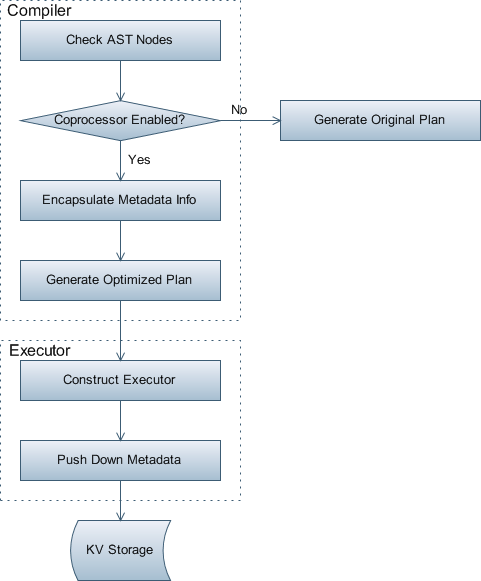 Compiler
Check AST Nodes
Coprocessor Enabled?
No
Generate Original Plan
Yes
Encapsulate Metadata Info
Generate Optimized Plan
Executor
Construct Executor
Push Down Metadata
KV Storage